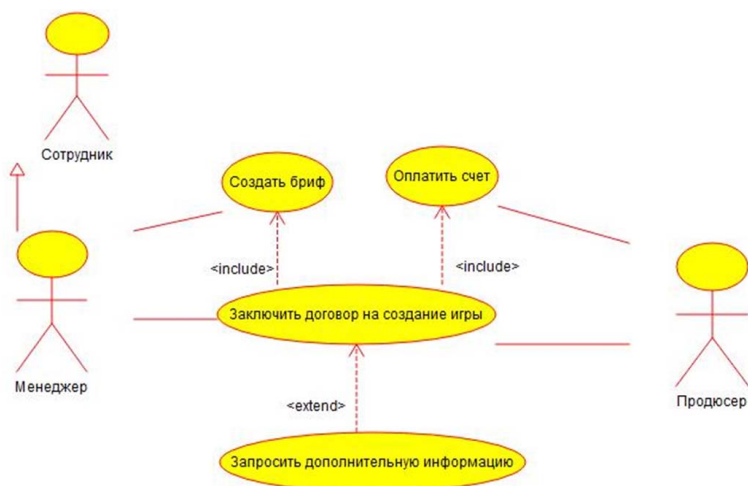 Сотрудник
Создать бриф
Оплатить счет
<include>
<include>
Заключить договор на создание игры
Менеджер
Продюсер
<extend>
Запросить дополнительную информацию